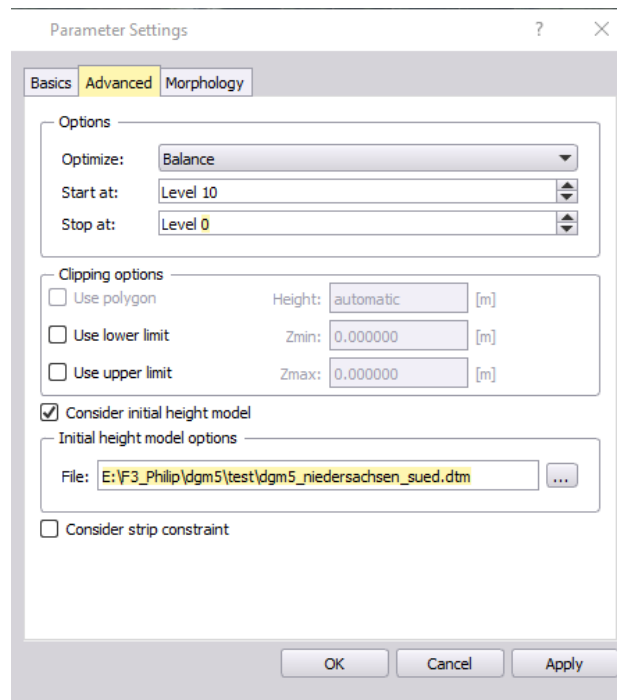 Parameter Settings ?
Basics Advanced Morphology
Options
Optimize: Balance
Start at: Level 10
Stop at: Level 0
Clipping options
Use polygon Height: automatic [m]
Use lower limit Zmin: 0.000000 [m]
Use upper limit Zmax: 0.000000 [m]
Consider initial height model
Initial height model options
File: E:\F3_Philip\dgm5\test\dgm5_niedersachsen_sued.dtm ...
Consider strip constraint
OK Cancel Apply